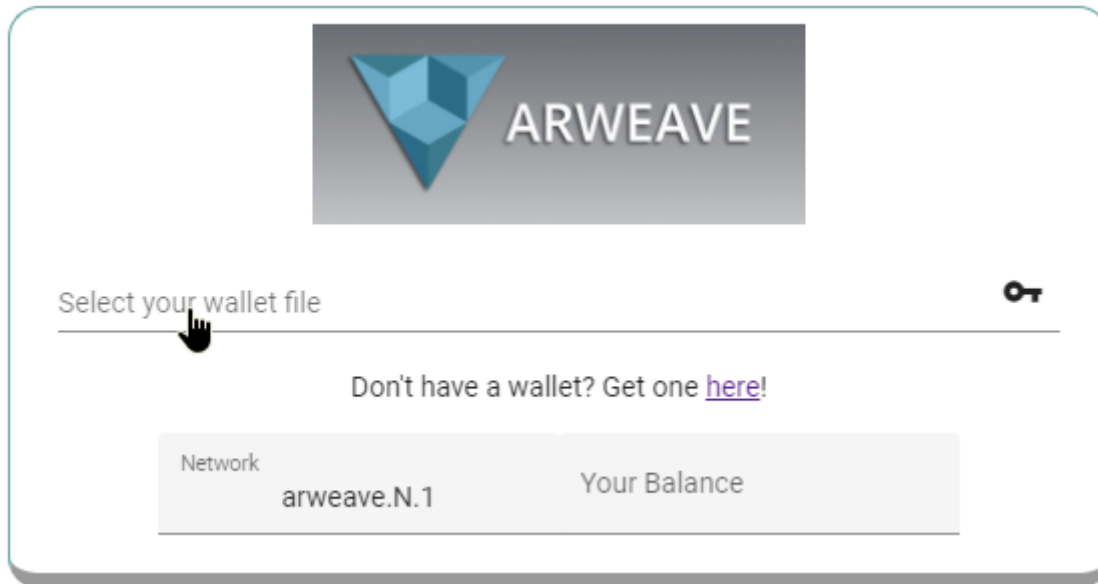 ARWEAVE
Select your wallet file
Don't have a wallet? Get one here!
Network
arweave.N.1
Your Balance